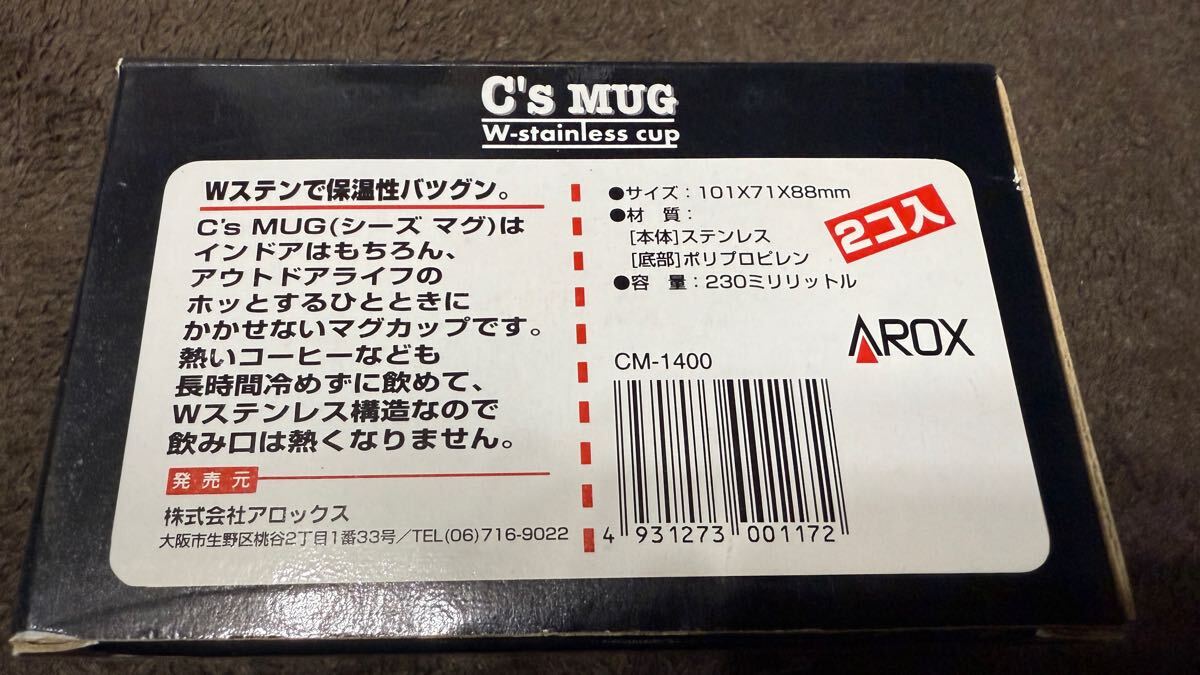 C's MUG
W-stainless cup
Wステンで保温性バツグン。
C's MUG(シーズ マグ)は
インドアはもちろん、
アウトドアライフの
ホッとするひとときに
かかせないマグカップです。
熱いコーヒーなども
長時間冷めずに飲めて、
Wステンレス構造なので
飲み口は熱くなりません。
発売元
株式会社アロックス
大阪市生野区桃谷2丁目1番33号／TEL(06)716-9022
●サイズ：101X71X88mm
●材　質：
[本体]ステンレス
[底部]ポリプロピレン
●容　量：230ミリリットル
2コ入
AROX
CM-1400
4 931273 001172